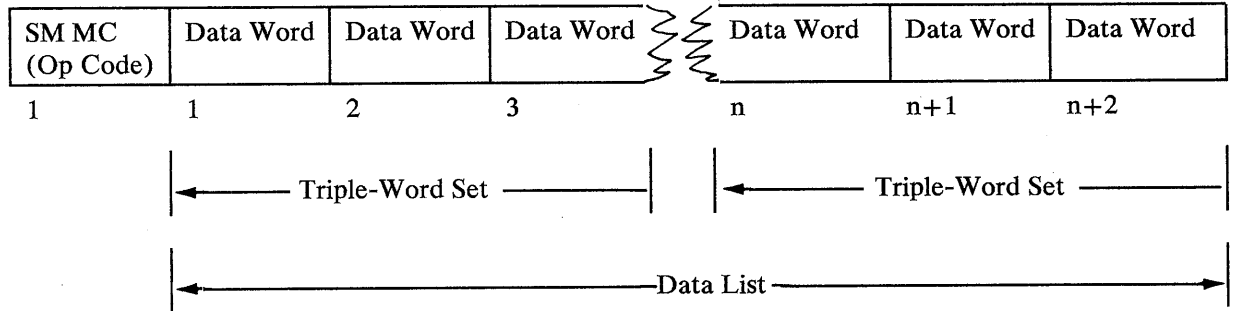 SM MC Data Word Data Word Data Word Data Word Data Word Data Word
(Op Code)
1 1 2 3 n n+1 n+2
Triple-Word Set Triple-Word Set
Data List